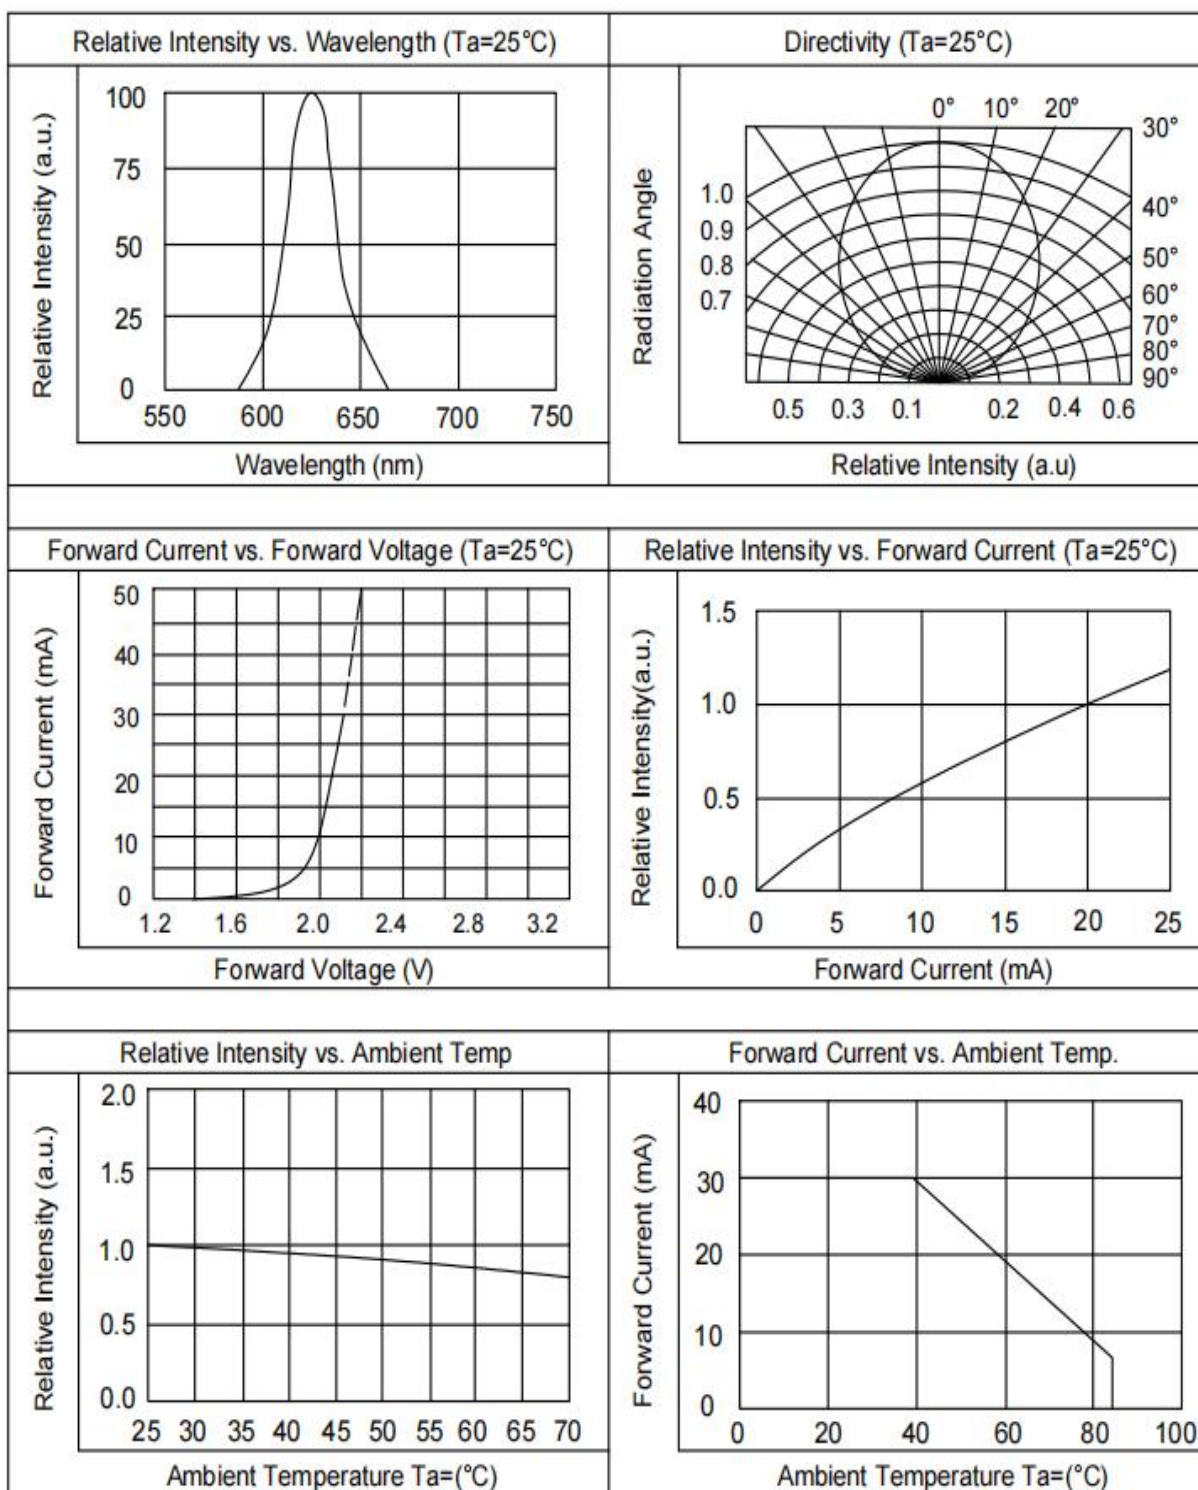 Relative Intensity vs. Wavelength (Ta=25°C)
Relative Intensity (a.u.)
100
75
50
25
0
550 600 650 700 750
Wavelength (nm)
Directivity (Ta=25°C)
Radiation Angle
0° 10° 20°
30°
40°
50°
60°
70°
80°
90°
1.0
0.9
0.8
0.7
0.5 0.3 0.1 0.2 0.4 0.6
Relative Intensity (a.u)
Forward Current vs. Forward Voltage (Ta=25°C)
Forward Current (mA)
50
40
30
20
10
0
1.2 1.6 2.0 2.4 2.8 3.2
Forward Voltage (V)
Relative Intensity vs. Forward Current (Ta=25°C)
Relative Intensity(a.u.)
1.5
1.0
0.5
0.0
0 5 10 15 20 25
Forward Current (mA)
Relative Intensity vs. Ambient Temp
Relative Intensity (a.u.)
2.0
1.5
1.0
0.5
0.0
25 30 35 40 45 50 55 60 65 70
Ambient Temperature Ta=(°C)
Forward Current vs. Ambient Temp.
Forward Current (mA)
40
30
20
10
0
0 20 40 60 80 100
Ambient Temperature Ta=(°C)